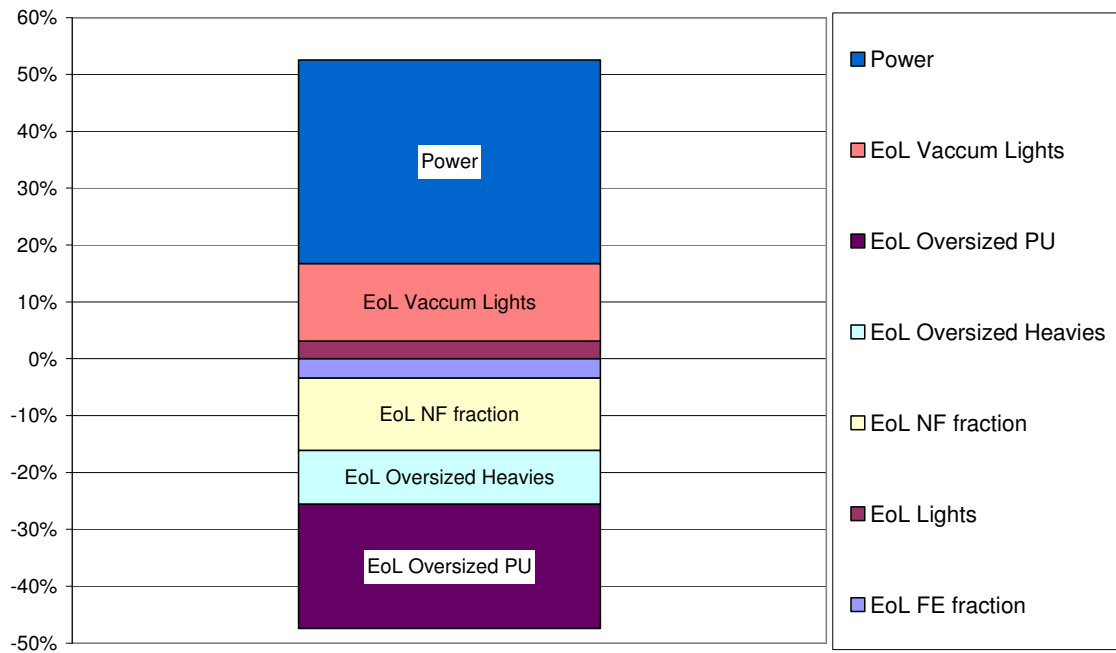 60%
50%
40%
30%
20%
10%
0%
-10%
-20%
-30%
-40%
-50%
Power
EoL Vaccum Lights
EoL NF fraction
EoL Oversized Heavies
EoL Oversized PU
Power
EoL Vaccum Lights
EoL Oversized PU
EoL Oversized Heavies
EoL NF fraction
EoL Lights
EoL FE fraction